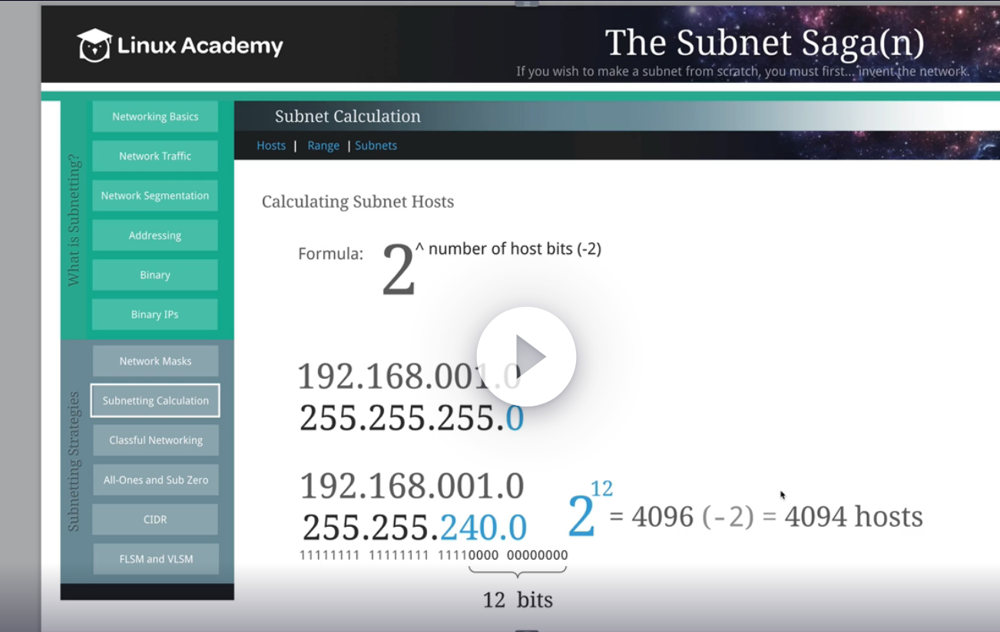 Linux Academy
The Subnet Saga(n)
If you wish to make a subnet from scratch, you must first... invent the network.
What is Subnetting?
Networking Basics
Network Traffic
Network Segmentation
Addressing
Binary
Binary IPs
Subnetting Strategies
Network Masks
Subnetting Calculation
Classful Networking
All-Ones and Sub Zero
CIDR
FLSM and VLSM
Subnet Calculation
Hosts | Range | Subnets
Calculating Subnet Hosts
Formula: 2 ^ number of host bits (-2)
192.168.001.0
255.255.255.0
192.168.001.0
255.255.240.0
11111111 11111111 11110000 00000000
12 bits
2^12 = 4096 (-2) = 4094 hosts